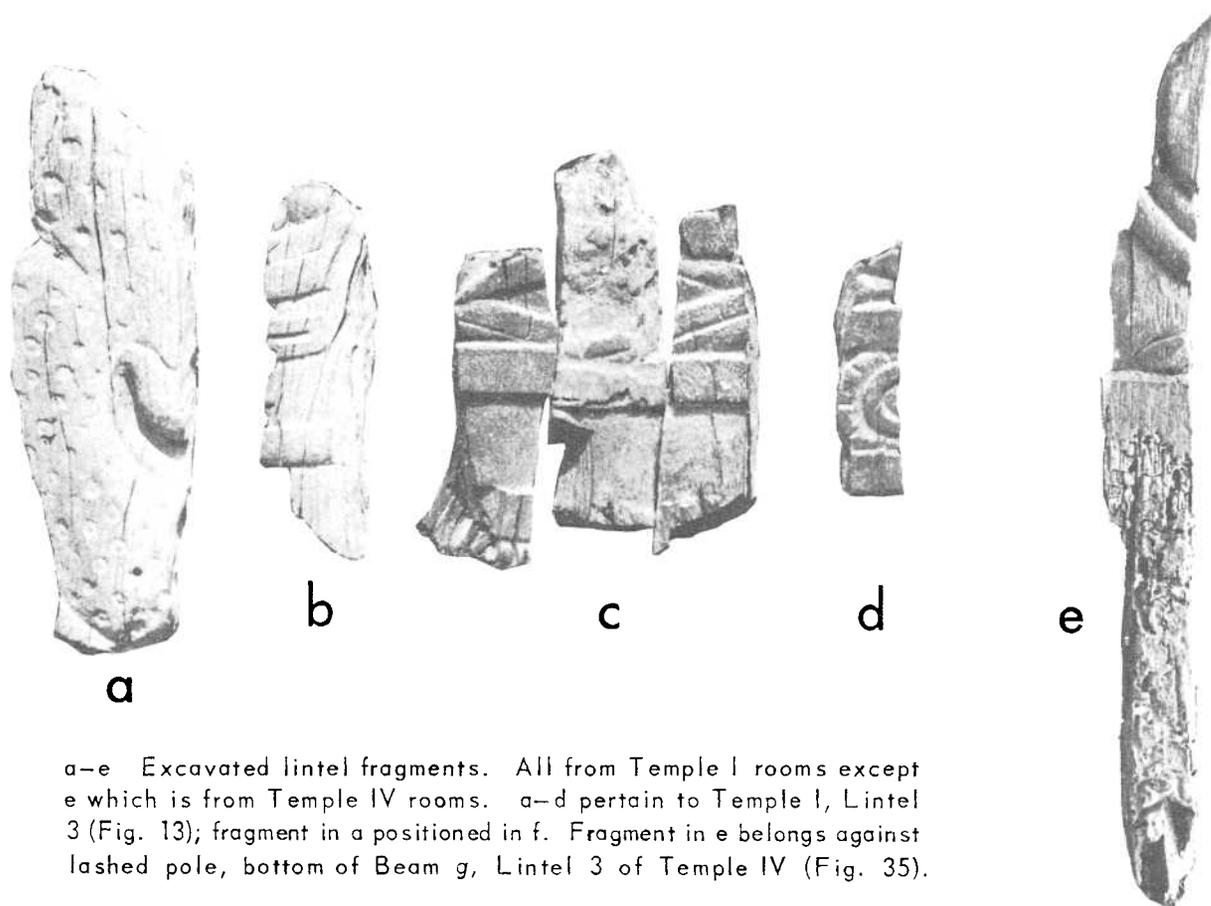 a
b
c
d
e
a–e Excavated lintel fragments. All from Temple I rooms except
e which is from Temple IV rooms. a–d pertain to Temple I, Lintel
3 (Fig. 13); fragment in a positioned in f. Fragment in e belongs against
lashed pole, bottom of Beam g, Lintel 3 of Temple IV (Fig. 35).